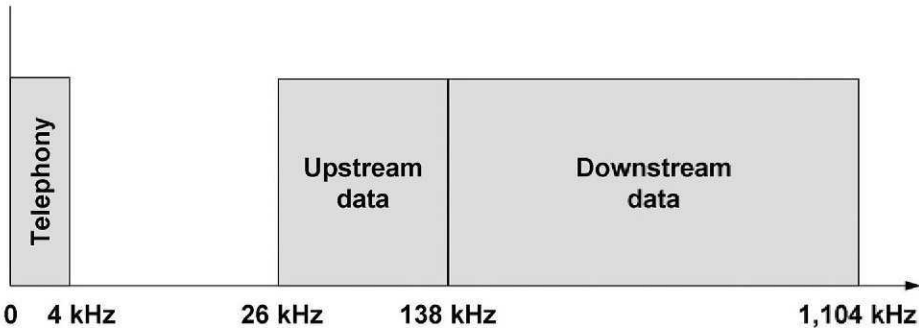 Telephony
Upstream
data
Downstream
data
0 4 kHz 26 kHz 138 kHz 1,104 kHz